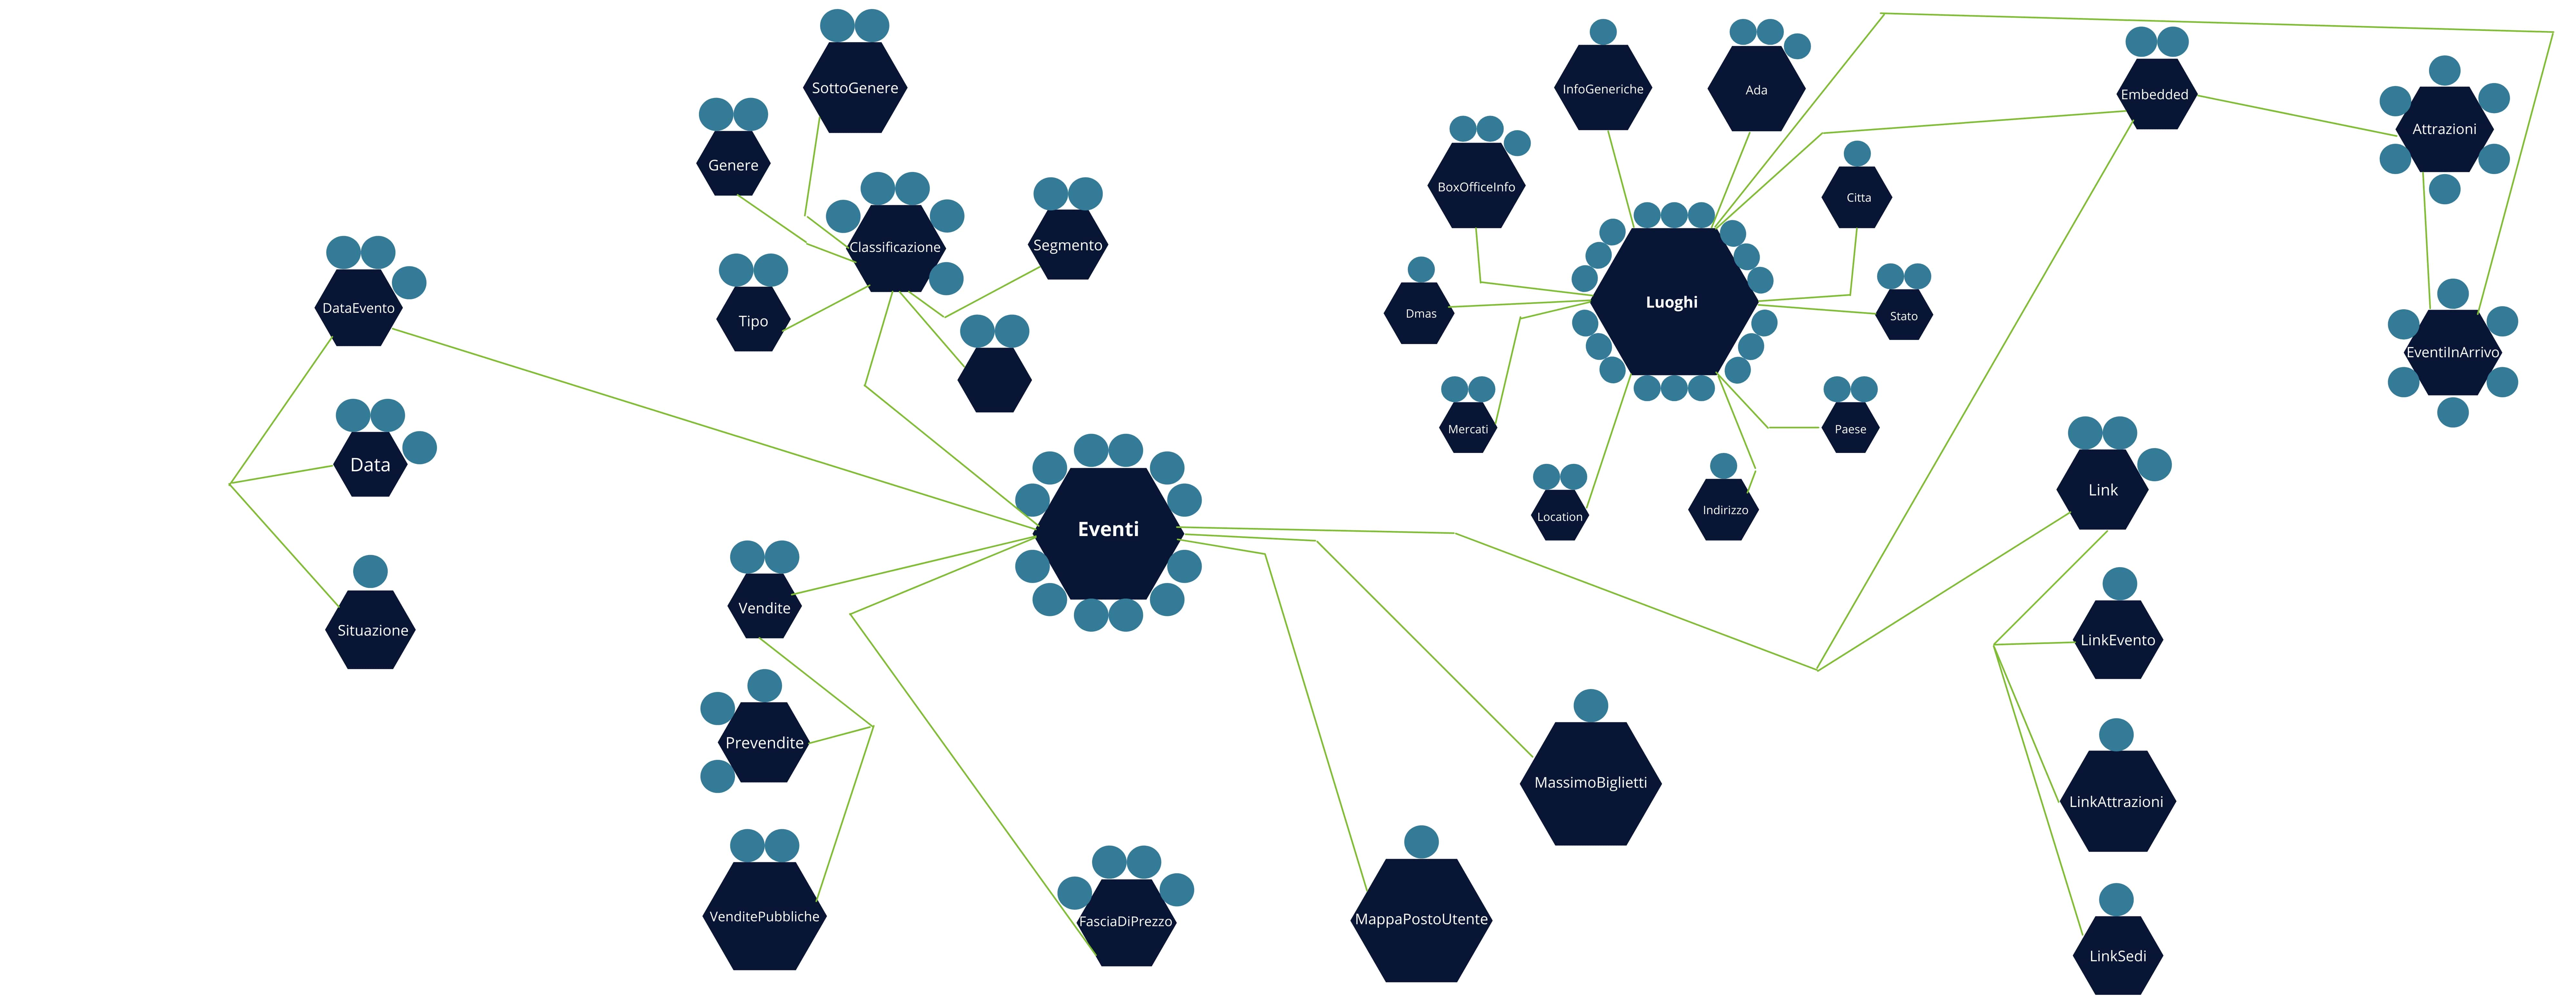 SottoGenere
Genere
Classificazione
Segmento
Tipo
DataEvento
Data
Situazione
Eventi
Vendite
Prevendite
VenditePubbliche
FasciaDiPrezzo
MappaPostoUtente
MassimoBiglietti
InfoGeneriche
Ada
BoxOfficeInfo
Citta
Luoghi
Dmas
Stato
Mercati
Paese
Location
Indirizzo
Embedded
Attrazioni
EventiInArrivo
Link
LinkEvento
LinkAttrazioni
LinkSedi